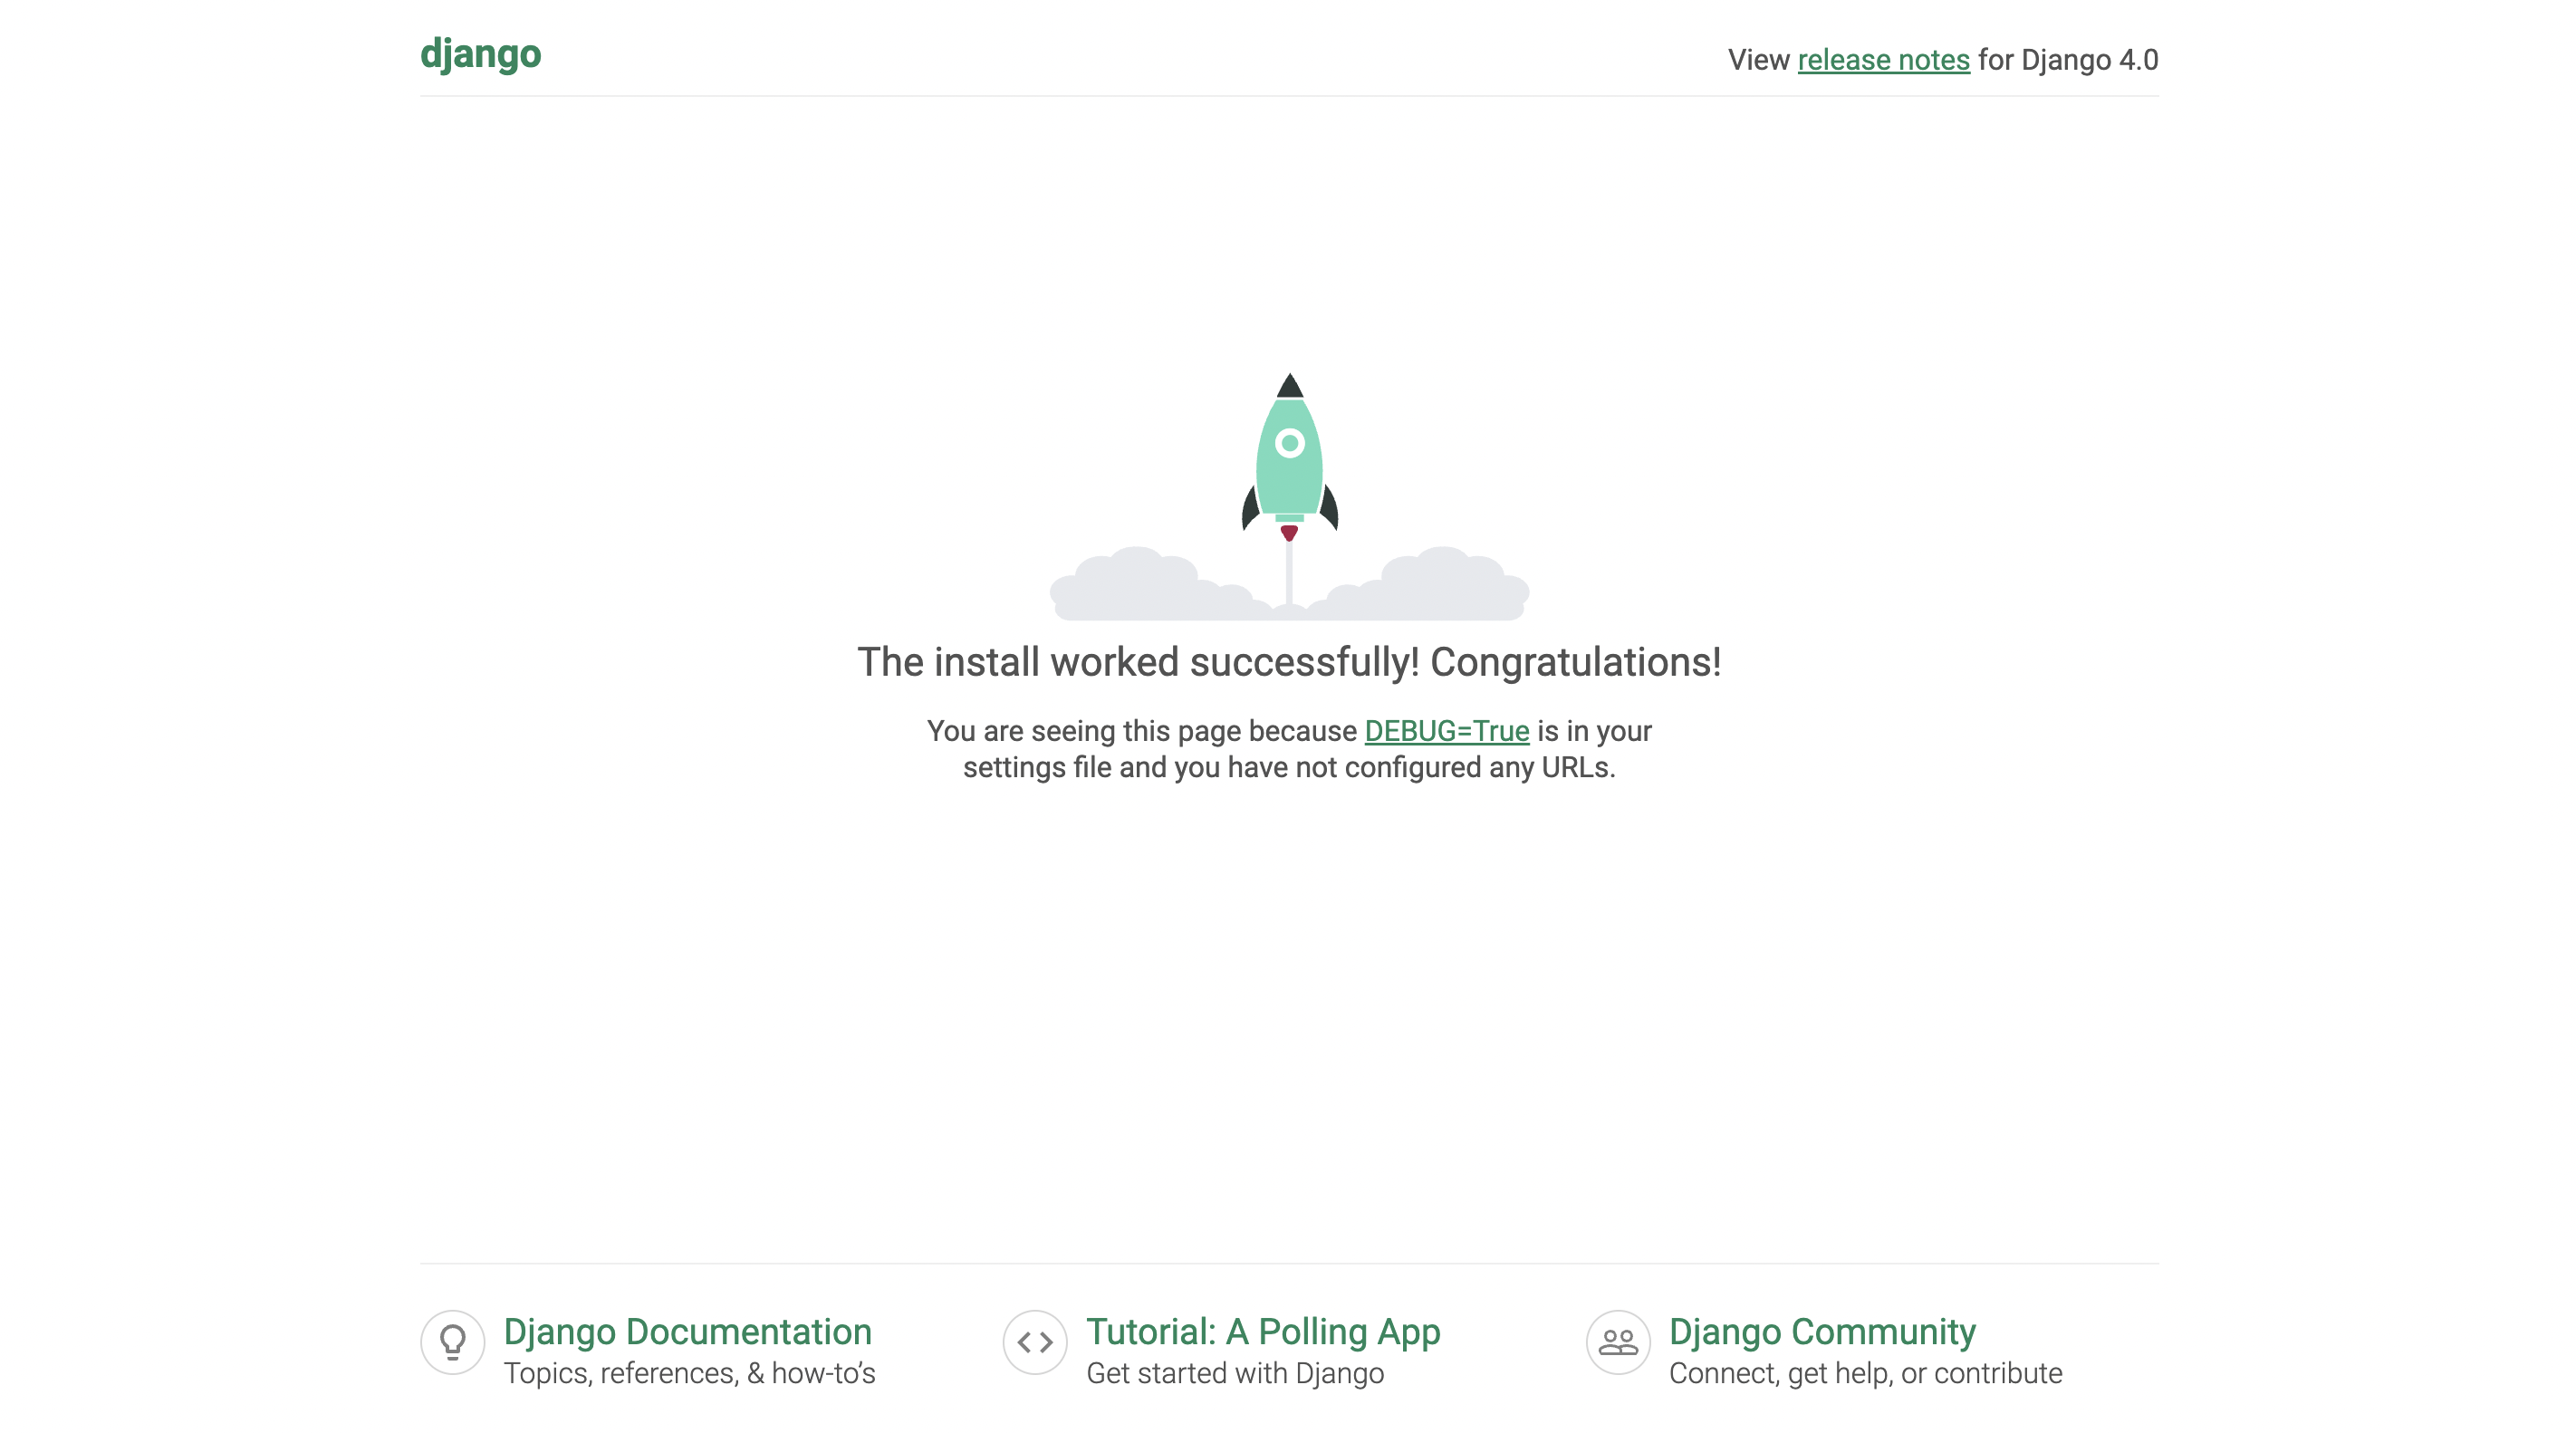 django
View release notes for Django 4.0
The install worked successfully! Congratulations!
You are seeing this page because DEBUG=True is in your
settings file and you have not configured any URLs.
Django Documentation
Topics, references, & how-to’s
Tutorial: A Polling App
Get started with Django
Django Community
Connect, get help, or contribute